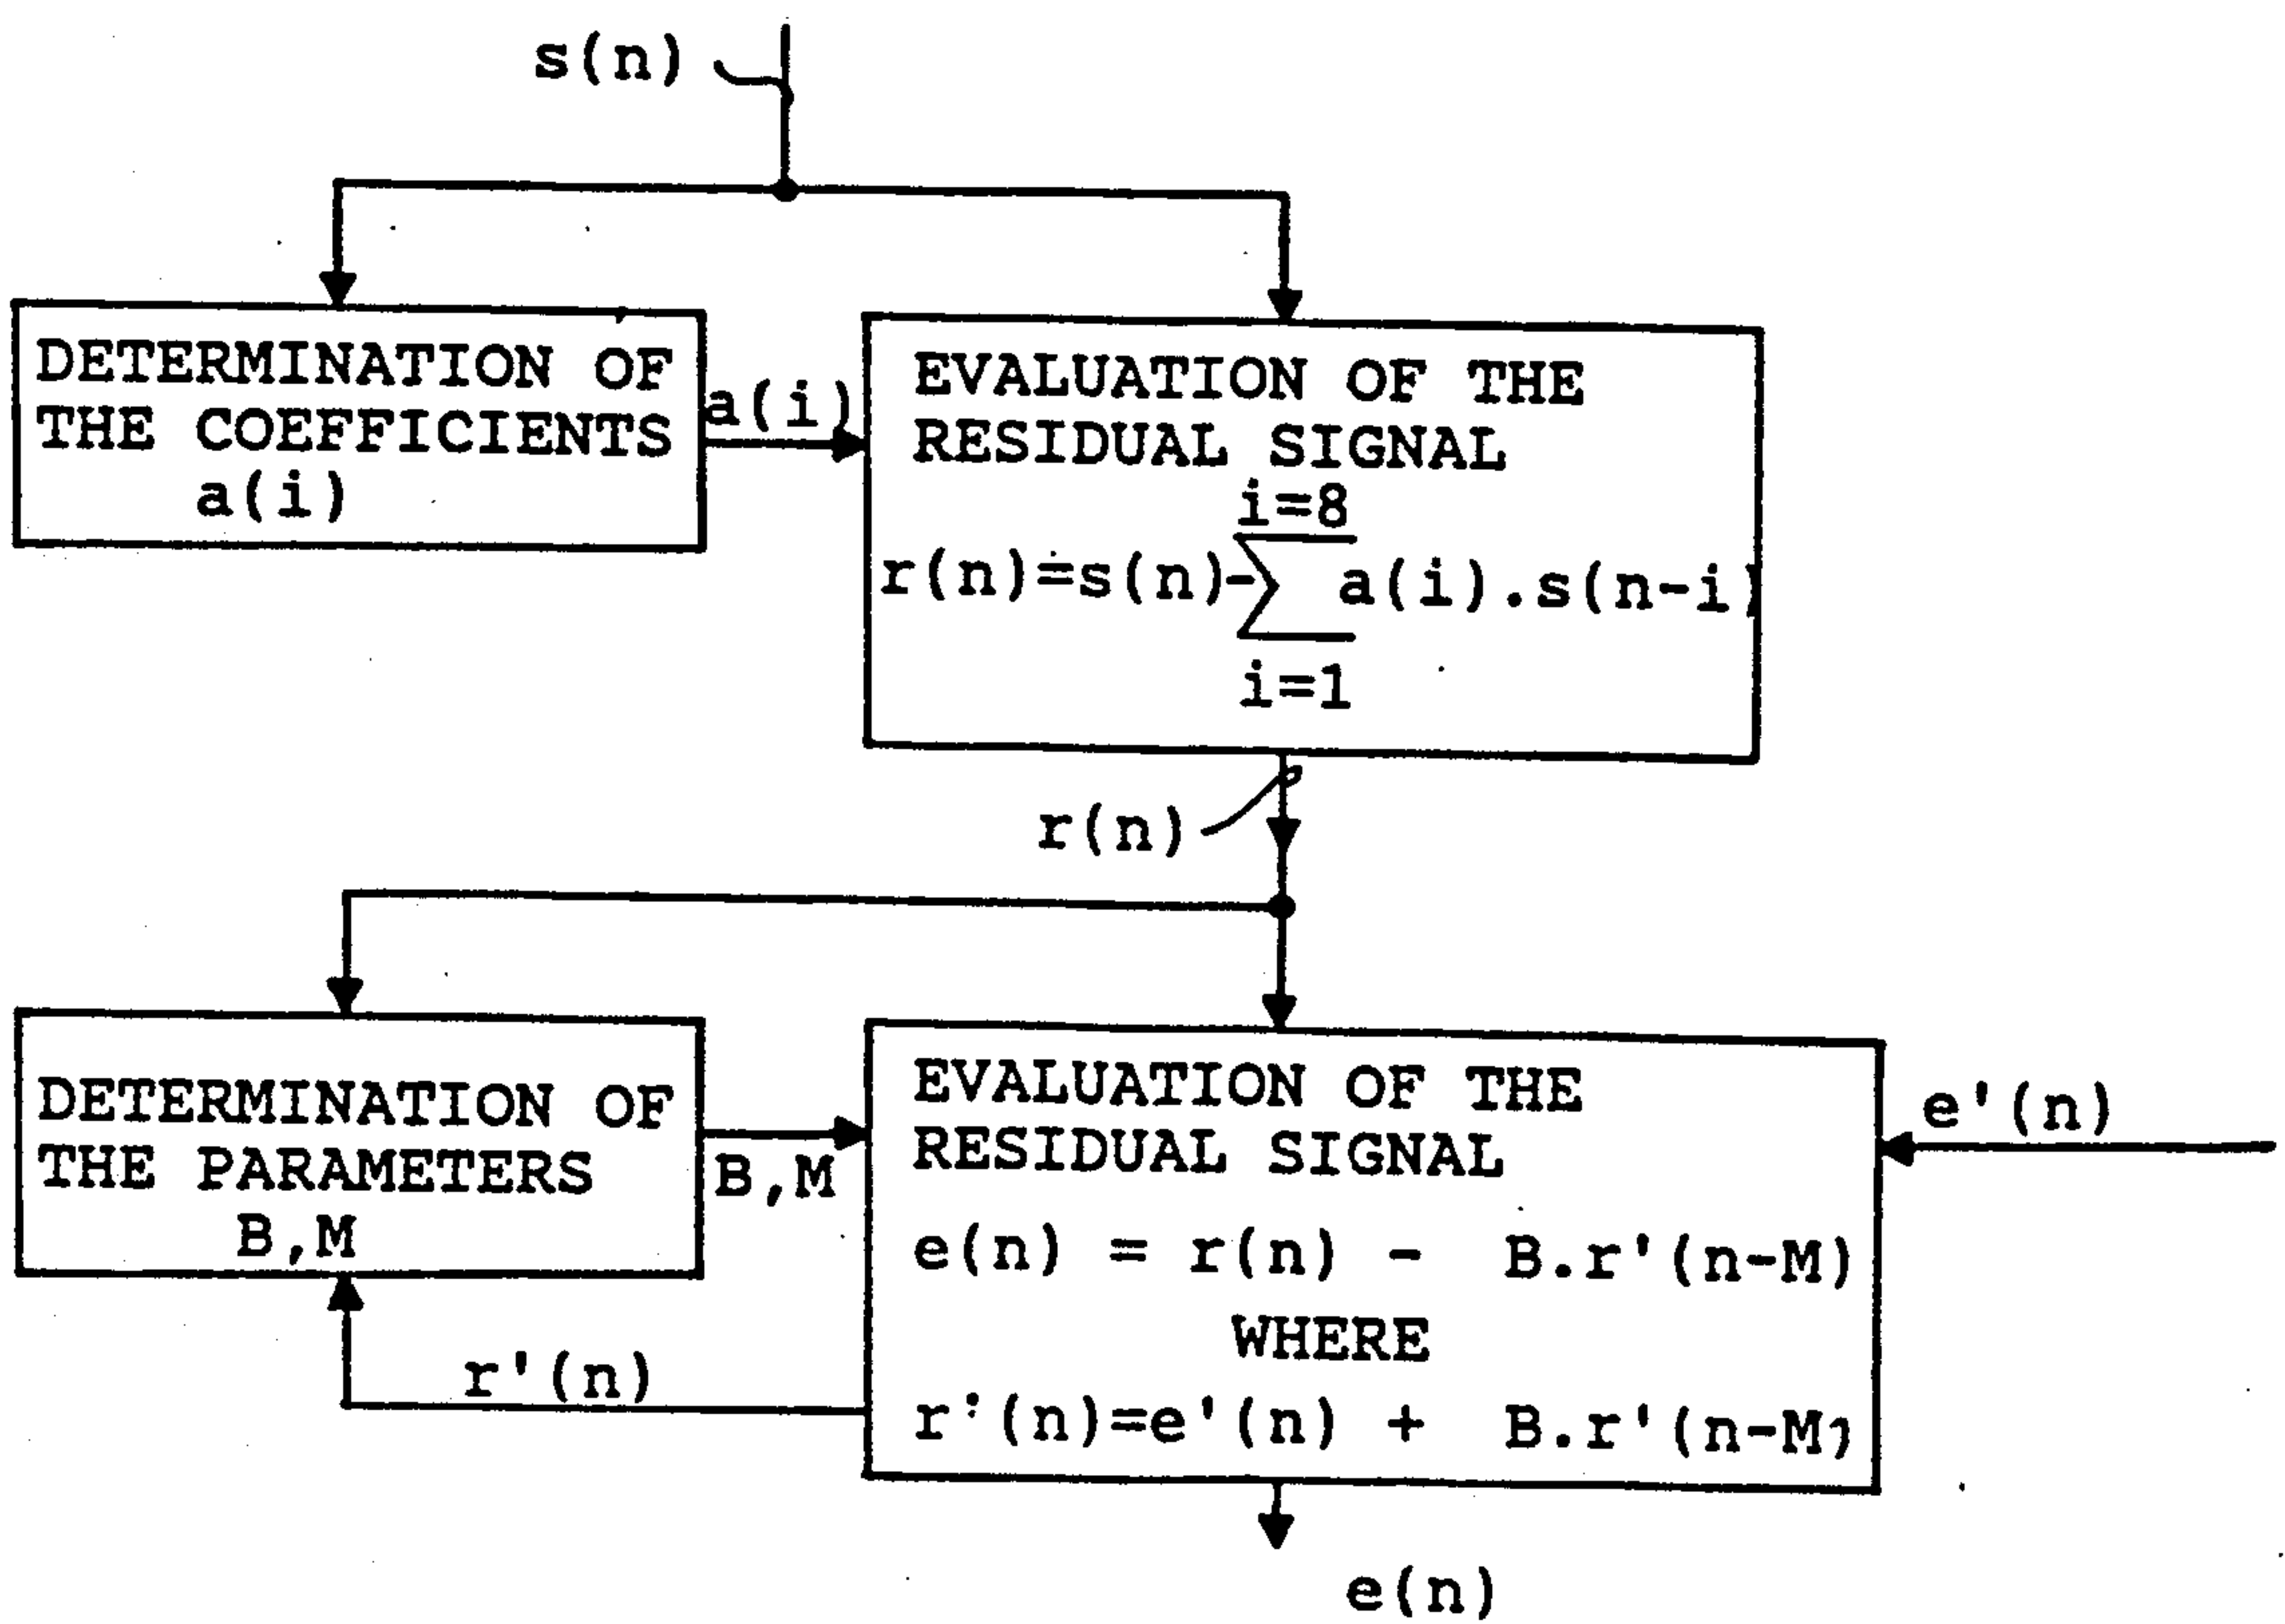 s(n)
DETERMINATION OF
THE COEFFICIENTS
a(i)
a(i)
EVALUATION OF THE
RESIDUAL SIGNAL
i=8
r(n)=s(n)-∑ a(i).s(n-i)
i=1
r(n)
DETERMINATION OF
THE PARAMETERS
B,M
B,M
EVALUATION OF THE
RESIDUAL SIGNAL
e(n) = r(n) - B.r'(n-M)
WHERE
r'(n)=e'(n) + B.r'(n-M)
e'(n)
r'(n)
e(n)